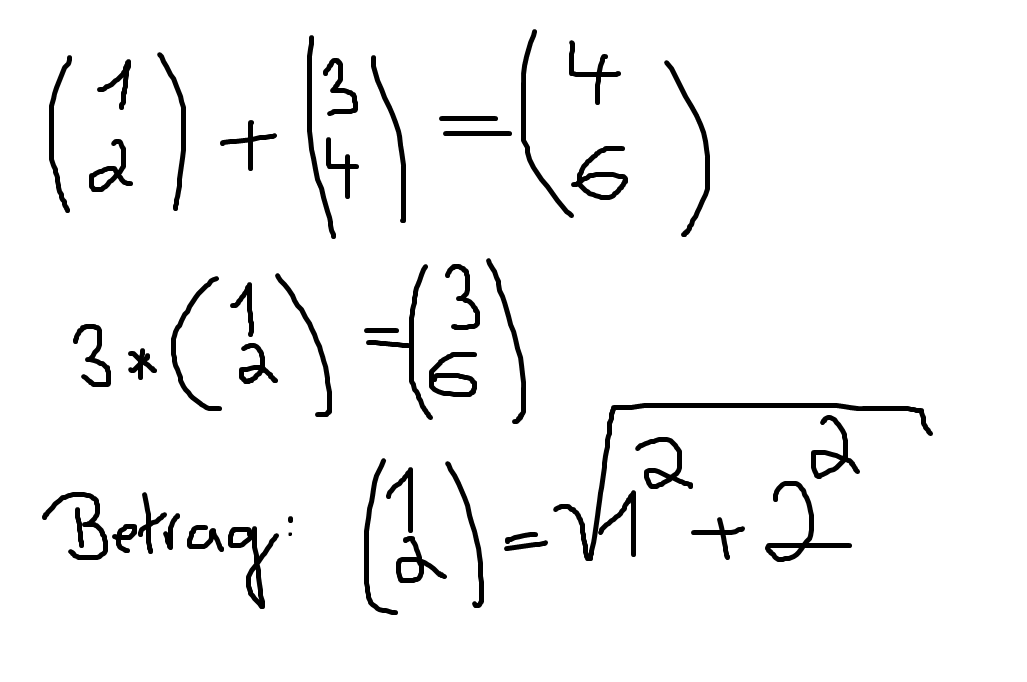 (1 2) + (3 4) = (4 6)
3 * (1 2) = (3 6)
Betrag: (1 2) = √1² + 2²